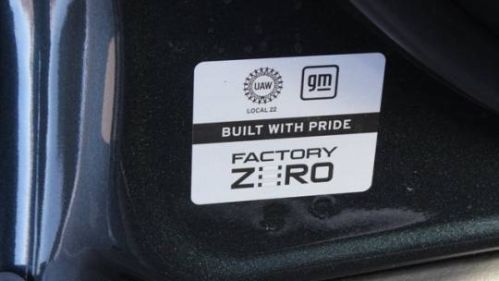 UAW
gm
LOCAL 22
BUILT WITH PRIDE
FACTORY
ZERO